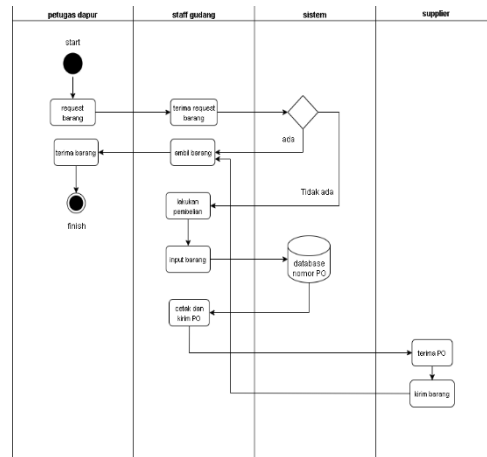 petugas dapur
staff gudang
sistem
supplier
start
request
barang
terima request
barang
ada
terima barang
ambil barang
Tidak ada
finish
lakukan
pembelian
input barang
database
nomor PO
cetak dan
kirim PO
terima PO
kirim barang